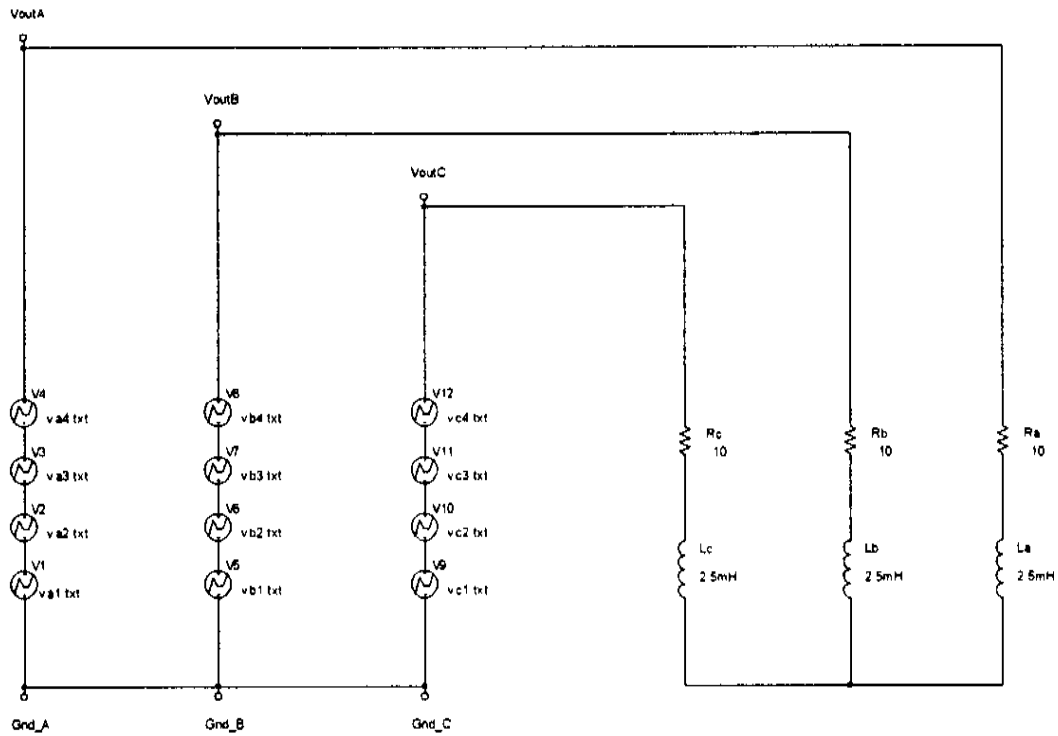 VoutA
VoutB
VoutC
V4
va4.txt
V3
va3.txt
V2
va2.txt
V1
va1.txt
V8
vb4.txt
V7
vb3.txt
V6
vb2.txt
V5
vb1.txt
V12
vc4.txt
V11
vc3.txt
V10
vc2.txt
V9
vc1.txt
Rc
10
Rb
10
Ra
10
Lc
2.5mH
Lb
2.5mH
La
2.5mH
Gnd_A
Gnd_B
Gnd_C